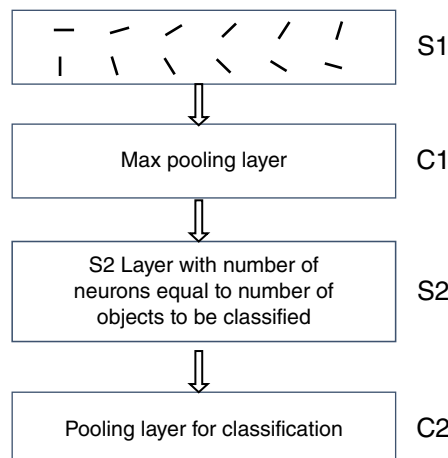 S1
Max pooling layer
C1
S2 Layer with number of
neurons equal to number of
objects to be classified
S2
Pooling layer for classification
C2